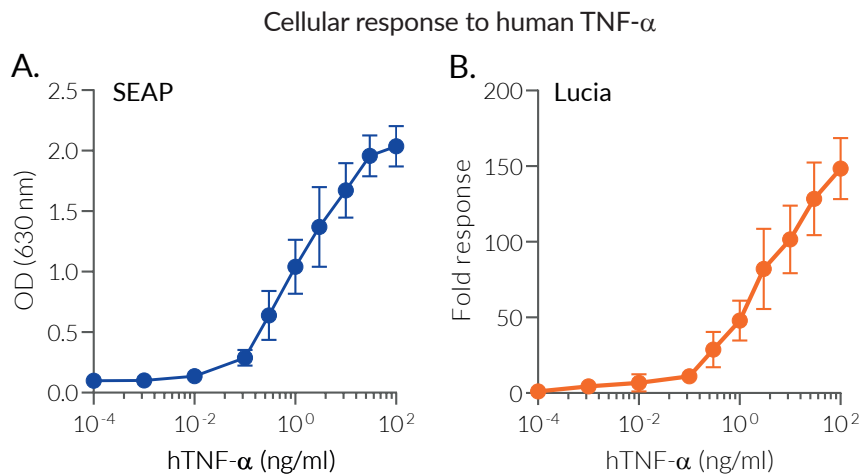 Cellular response to human TNF-α
A.
SEAP
2.5
2.0
1.5
1.0
0.5
0.0
OD (630 nm)
10⁻⁴ 10⁻² 10⁰ 10²
hTNF-α (ng/ml)
B.
Lucia
200
150
100
50
0
Fold response
10⁻⁴ 10⁻² 10⁰ 10²
hTNF-α (ng/ml)